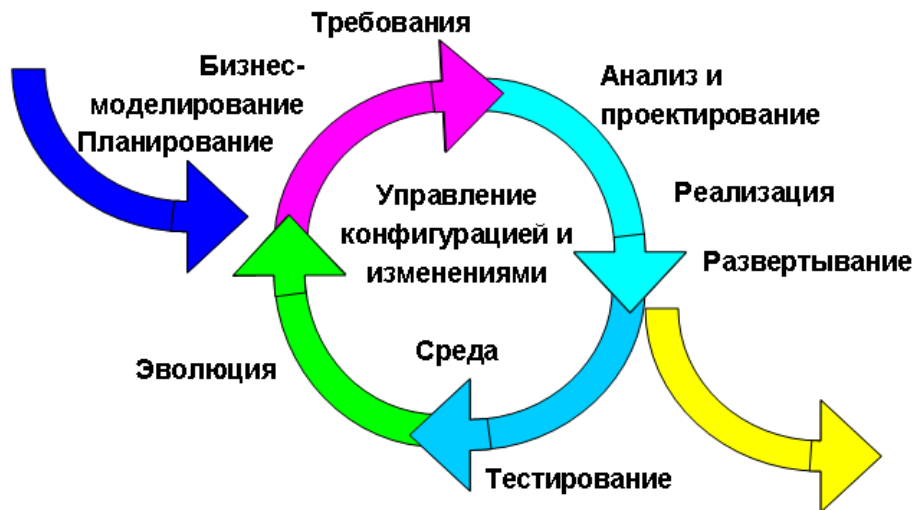 Требования
Бизнес-
моделирование
Планирование
Анализ и
проектирование
Управление
конфигурацией и
изменениями
Реализация
Развертывание
Среда
Эволюция
Тестирование